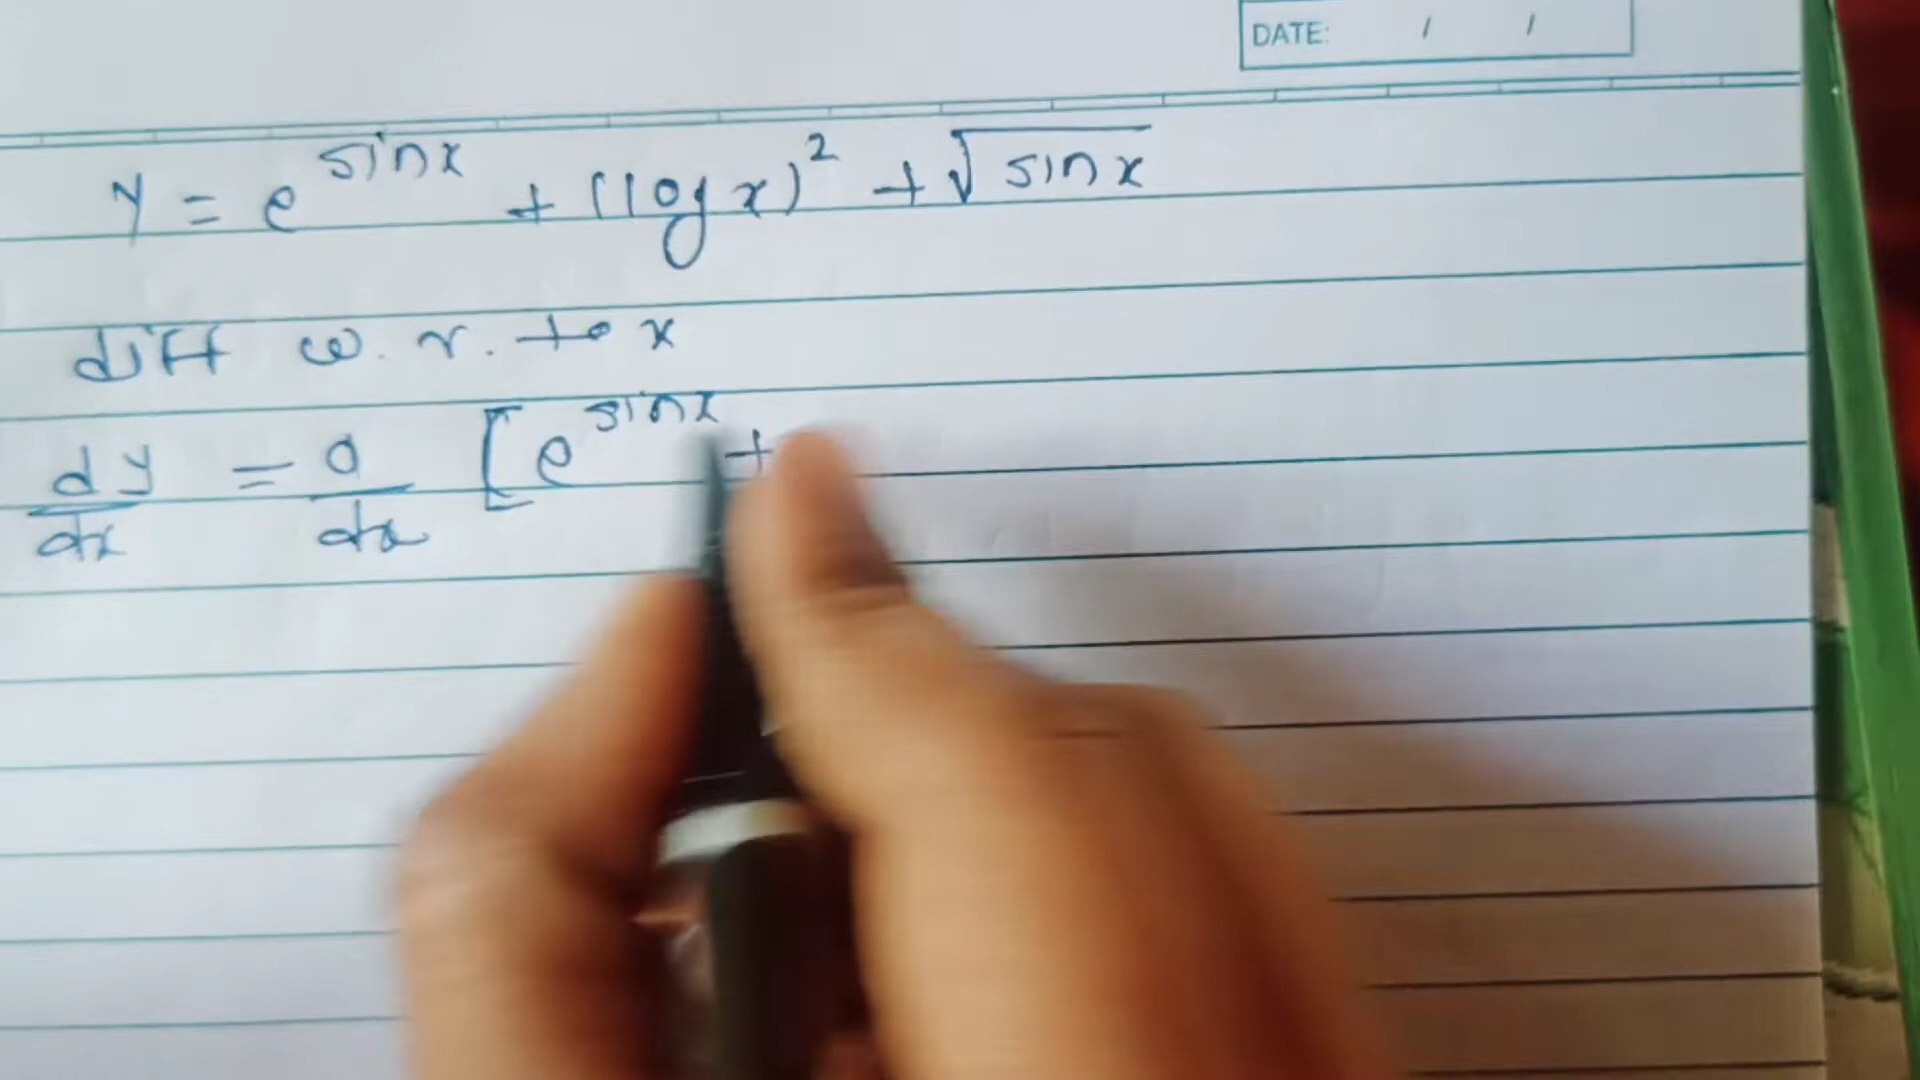 DATE: / /
y = e^sinx + (log x)² + √sinx
diff w. r. to x
dy/dx = d/dx [e^sinx +